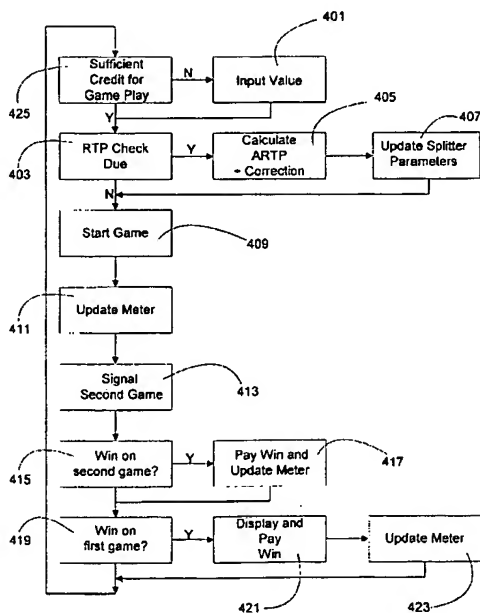 401
Sufficient
Credit for
Game Play
N
Input Value
425
Y
405
407
RTP Check
Due
Y
Calculate
ARTP
+ Correction
Update Splitter
Parameters
403
N
Start Game
409
Update Meter
411
Signal
Second Game
413
Win on
second game?
Y
Pay Win and
Update Meter
417
415
Win on
first game?
Y
Display and
Pay
Win
Update Meter
419
421
423